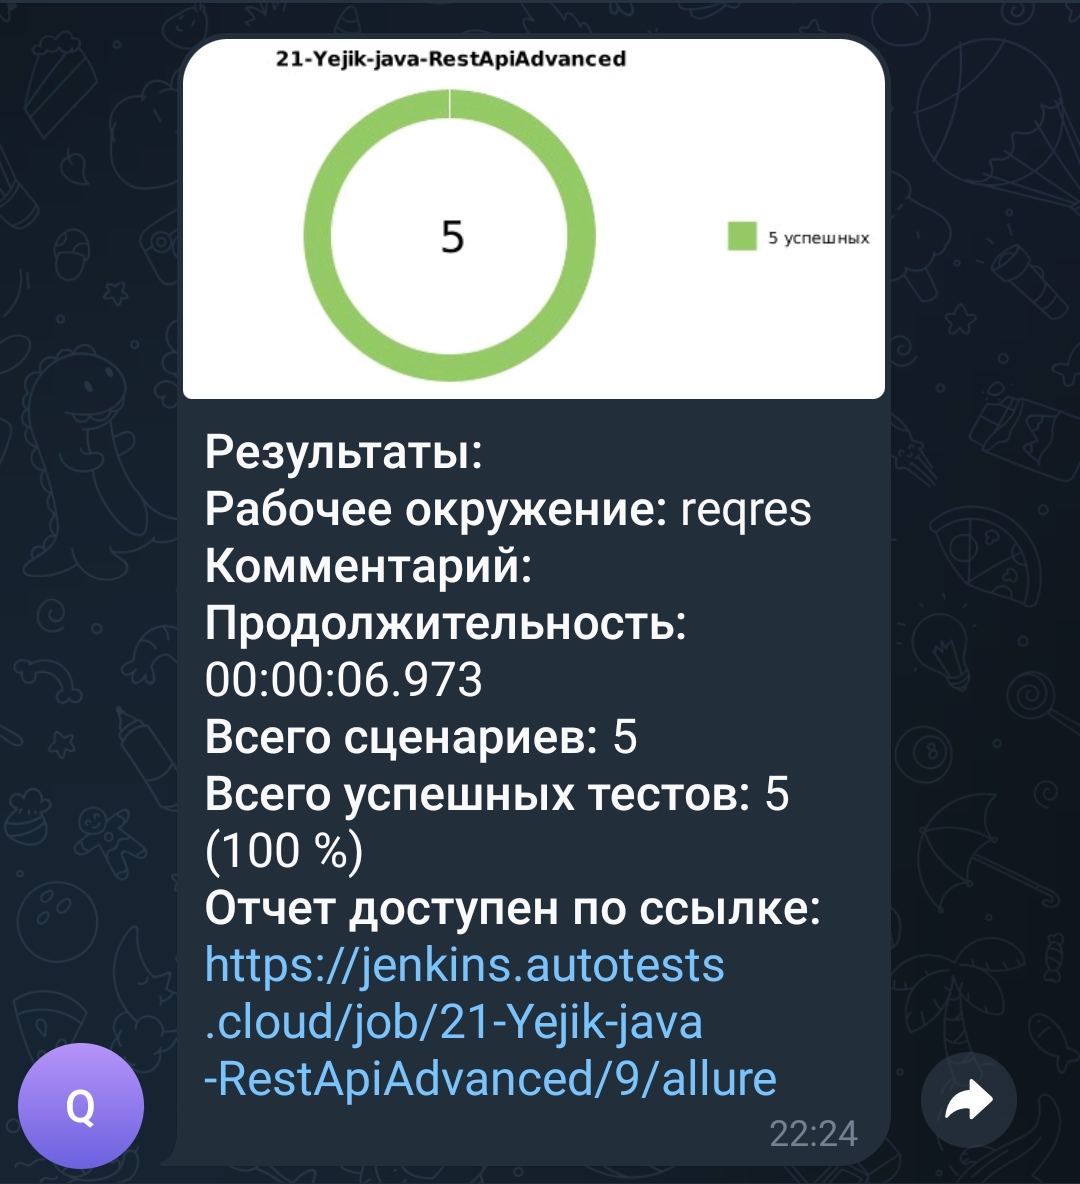 21-Yejik-java-RestApiAdvanced
5
5 успешных
Результаты:
Рабочее окружение: reqres
Комментарий:
Продолжительность:
00:00:06.973
Всего сценариев: 5
Всего успешных тестов: 5
(100 %)
Отчет доступен по ссылке:
https://jenkins.autotests
.cloud/job/21-Yejik-java
-RestApiAdvanced/9/allure
Q
22:24